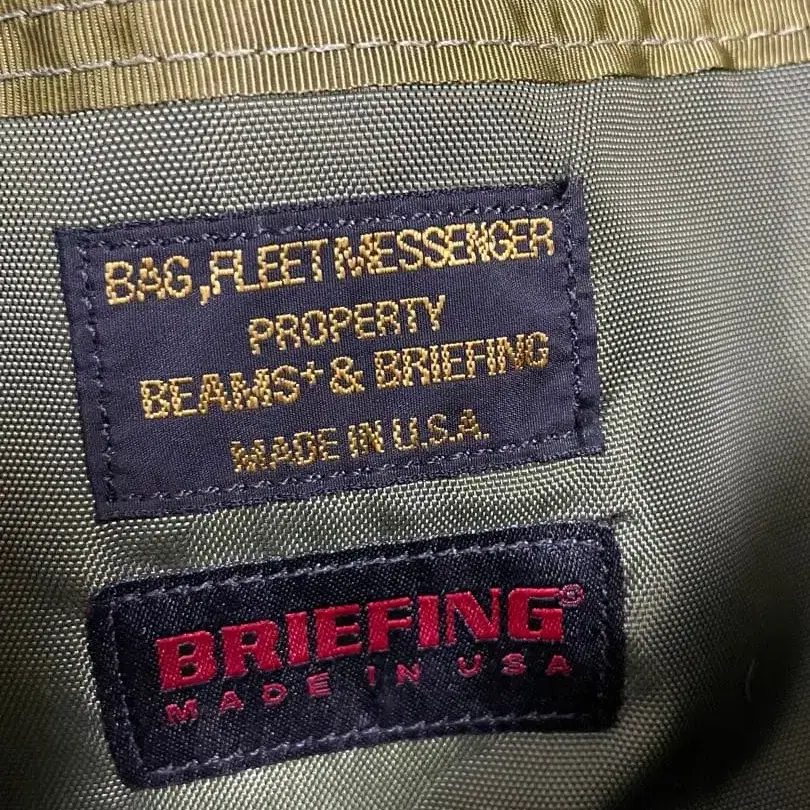 BAG,FLEET MESSENGER
PROPERTY
BEAMS+ & BRIEFING
MADE IN U.S.A.
BRIEFING®
MADE IN USA